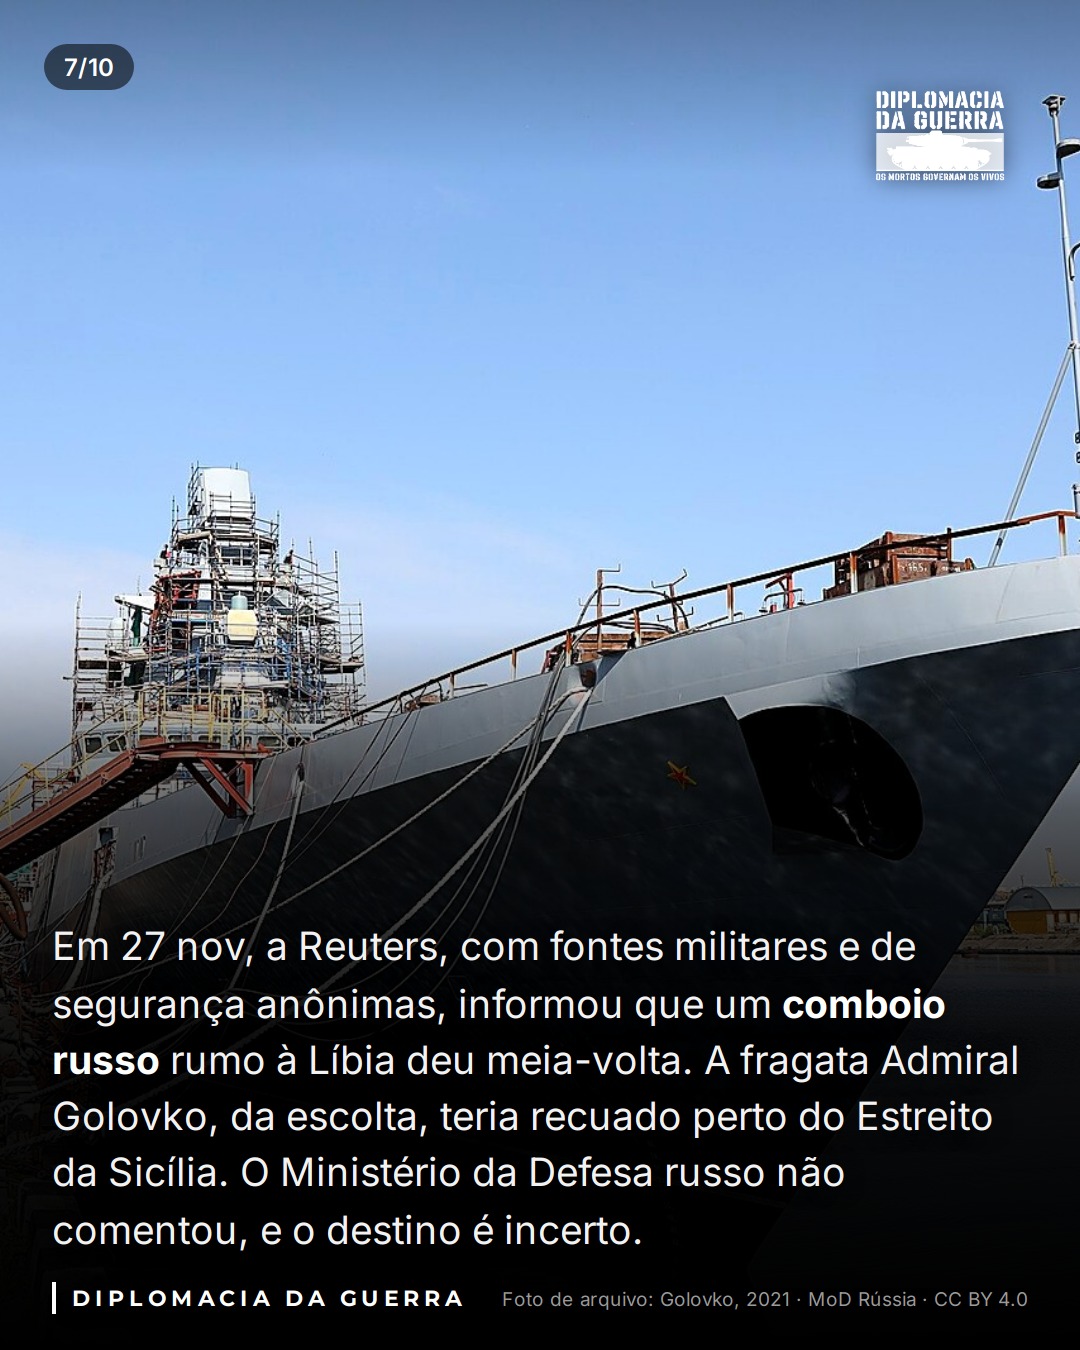 7/10
DIPLOMACIA
DA GUERRA
OS MORTOS GOVERNAM OS VIVOS
Em 27 nov, a Reuters, com fontes militares e de
segurança anônimas, informou que um comboio
russo rumo à Líbia deu meia-volta. A fragata Admiral
Golovko, da escolta, teria recuado perto do Estreito
da Sicília. O Ministério da Defesa russo não
comentou, e o destino é incerto.
DIPLOMACIA DA GUERRA
Foto de arquivo: Golovko, 2021 · MoD Rússia · CC BY 4.0